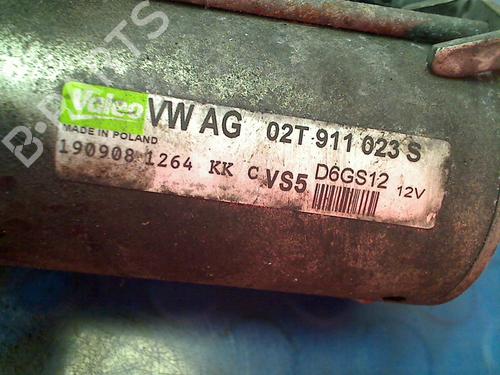 Valeo VW AG 02T 911 023 S
MADE IN POLAND
190908 1264 KK C VS5 D6GS12 12V
B-PARTS